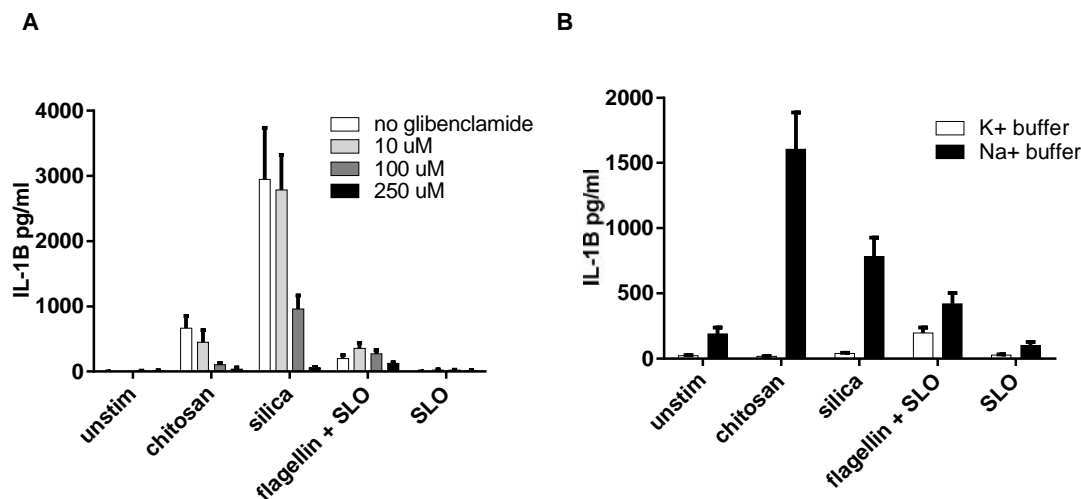 A
IL-1B pg/ml
4000
3000
2000
1000
0
no glibenclamide
10 uM
100 uM
250 uM
unstim
chitosan
silica
flagellin + SLO
SLO
B
IL-1B pg/ml
2000
1500
1000
500
0
K+ buffer
Na+ buffer
unstim
chitosan
silica
flagellin + SLO
SLO